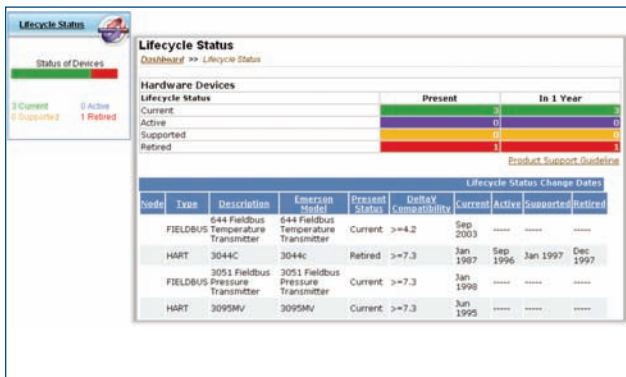 Lifecycle Status
Status of Devices
3 Current 0 Active
0 Supported 1 Retired
Lifecycle Status
Dashboard >> Lifecycle Status
Hardware Devices
Lifecycle Status Present In 1 Year
Current 3 3
Active 0 0
Supported 0 0
Retired 1 1
Product Support Guideline
Lifecycle Status Change Dates
Node Type Description Emerson Model Present Status DeltaV Compatibility Current Active Supported Retired
FIELDBUS 644 Fieldbus Temperature Transmitter 644 Fieldbus Temperature Transmitter Current >=4.2 Sep 2003 ----- ----- -----
HART 3044C 3044c Retired >=7.3 Jan 1987 Sep 1996 Jan 1997 Dec 1997
FIELDBUS 3051 Fieldbus Pressure Transmitter 3051 Fieldbus Pressure Transmitter Current >=7.3 Jan 1998 ----- ----- -----
HART 3095MV 3095MV Current >=7.3 Jun 1995 ----- ----- -----